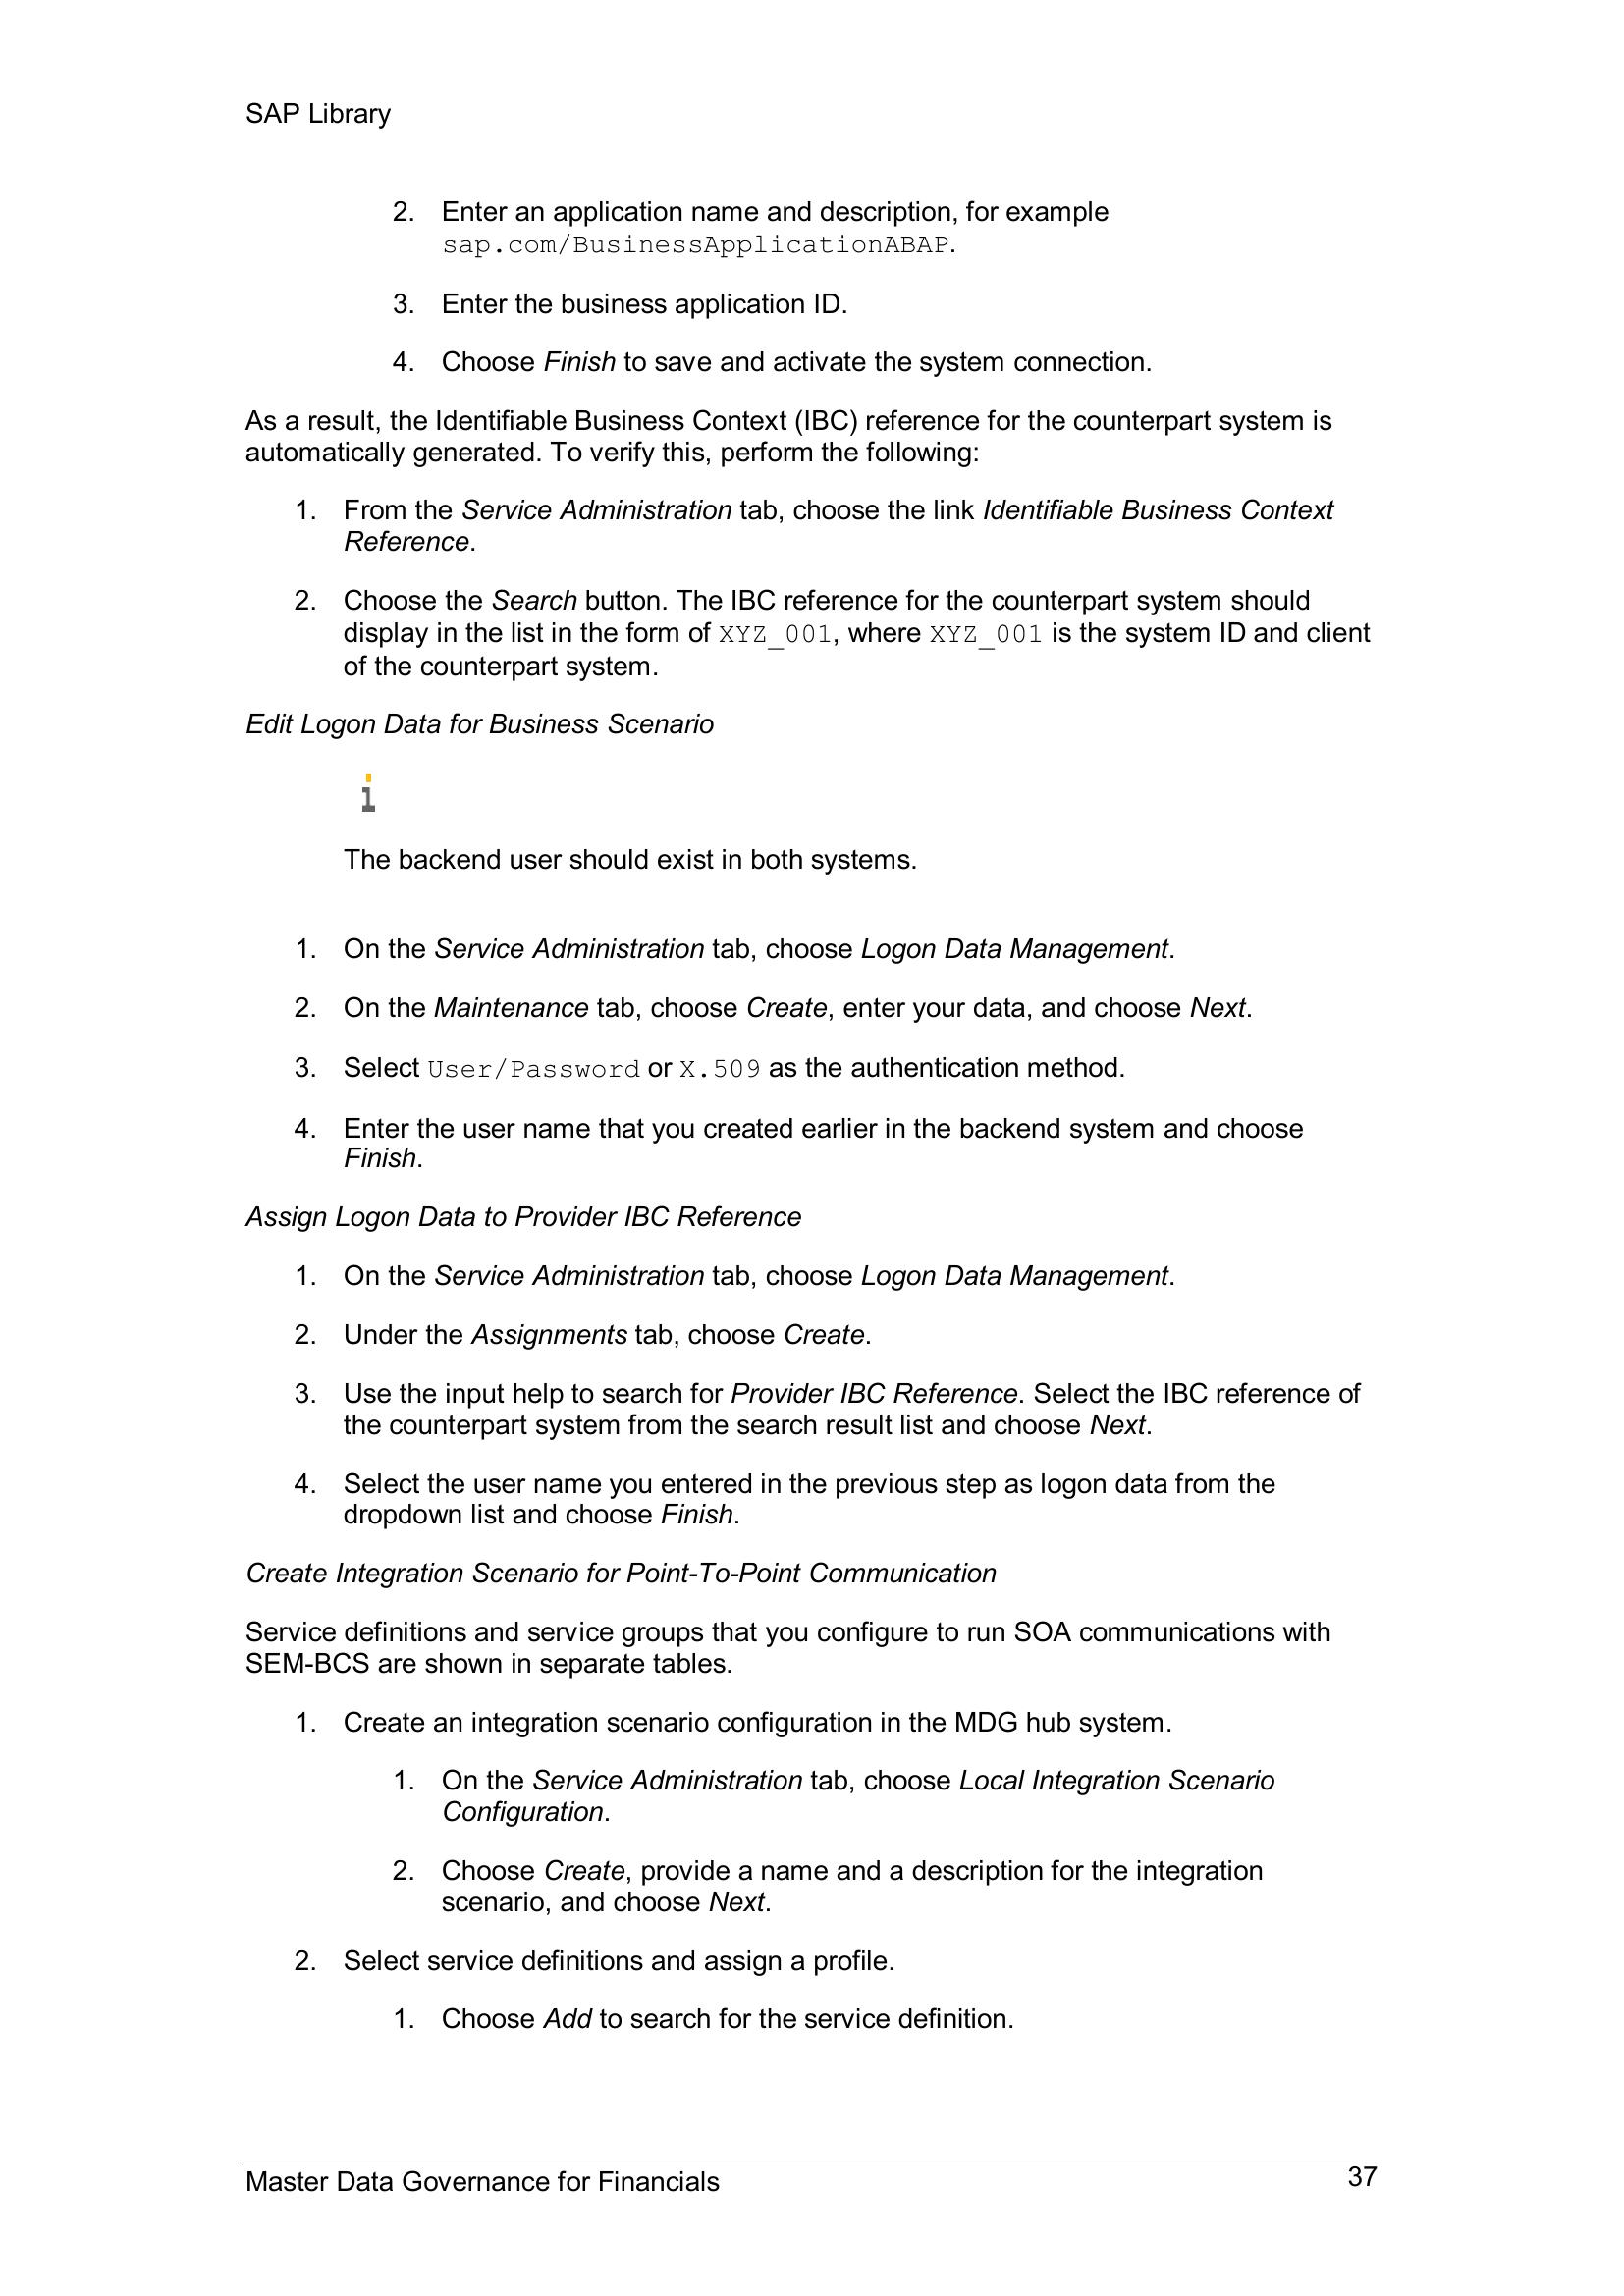 SAP Library
2. Enter an application name and description, for example
sap.com/BusinessApplicationABAP.
3. Enter the business application ID.
4. Choose Finish to save and activate the system connection.
As a result, the Identifiable Business Context (IBC) reference for the counterpart system is
automatically generated. To verify this, perform the following:
1. From the Service Administration tab, choose the link Identifiable Business Context
Reference.
2. Choose the Search button. The IBC reference for the counterpart system should
display in the list in the form of XYZ_001, where XYZ_001 is the system ID and client
of the counterpart system.
Edit Logon Data for Business Scenario
The backend user should exist in both systems.
1. On the Service Administration tab, choose Logon Data Management.
2. On the Maintenance tab, choose Create, enter your data, and choose Next.
3. Select User/Password or X.509 as the authentication method.
4. Enter the user name that you created earlier in the backend system and choose
Finish.
Assign Logon Data to Provider IBC Reference
1. On the Service Administration tab, choose Logon Data Management.
2. Under the Assignments tab, choose Create.
3. Use the input help to search for Provider IBC Reference. Select the IBC reference of
the counterpart system from the search result list and choose Next.
4. Select the user name you entered in the previous step as logon data from the
dropdown list and choose Finish.
Create Integration Scenario for Point-To-Point Communication
Service definitions and service groups that you configure to run SOA communications with
SEM-BCS are shown in separate tables.
1. Create an integration scenario configuration in the MDG hub system.
1. On the Service Administration tab, choose Local Integration Scenario
Configuration.
2. Choose Create, provide a name and a description for the integration
scenario, and choose Next.
2. Select service definitions and assign a profile.
1. Choose Add to search for the service definition.
Master Data Governance for Financials 37